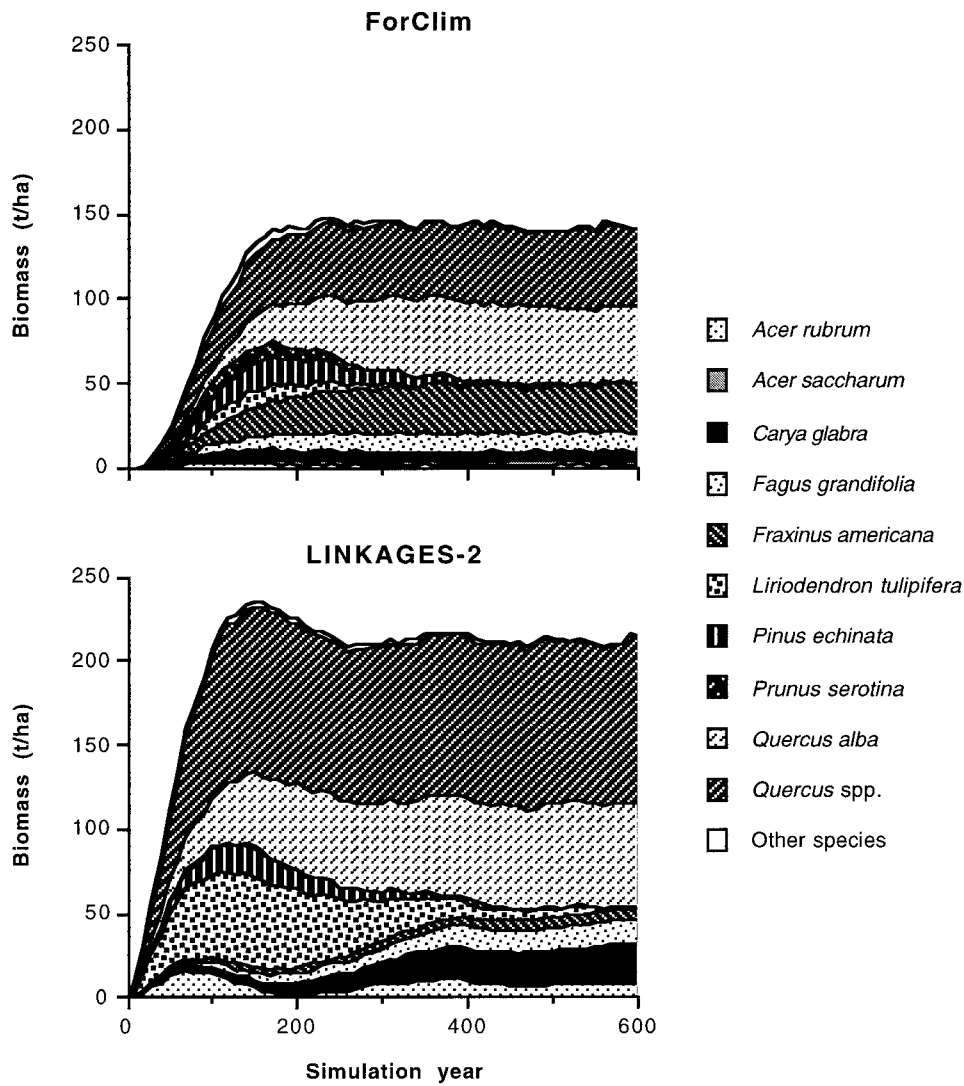 ForClim
250
200
150
100
50
0
Biomass (t/ha)
LINKAGES-2
250
200
150
100
50
0
Biomass (t/ha)
0 200 400 600
Simulation year
Acer rubrum
Acer saccharum
Carya glabra
Fagus grandifolia
Fraxinus americana
Liriodendron tulipifera
Pinus echinata
Prunus serotina
Quercus alba
Quercus spp.
Other species